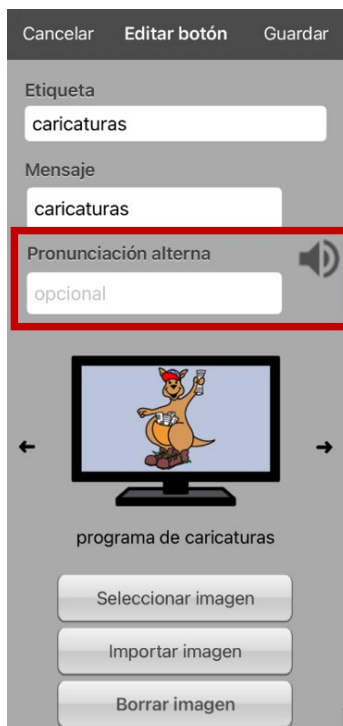 Cancelar Editar botón Guardar
Etiqueta
caricaturas
Mensaje
caricaturas
Pronunciación alterna
opcional
programa de caricaturas
Seleccionar imagen
Importar imagen
Borrar imagen